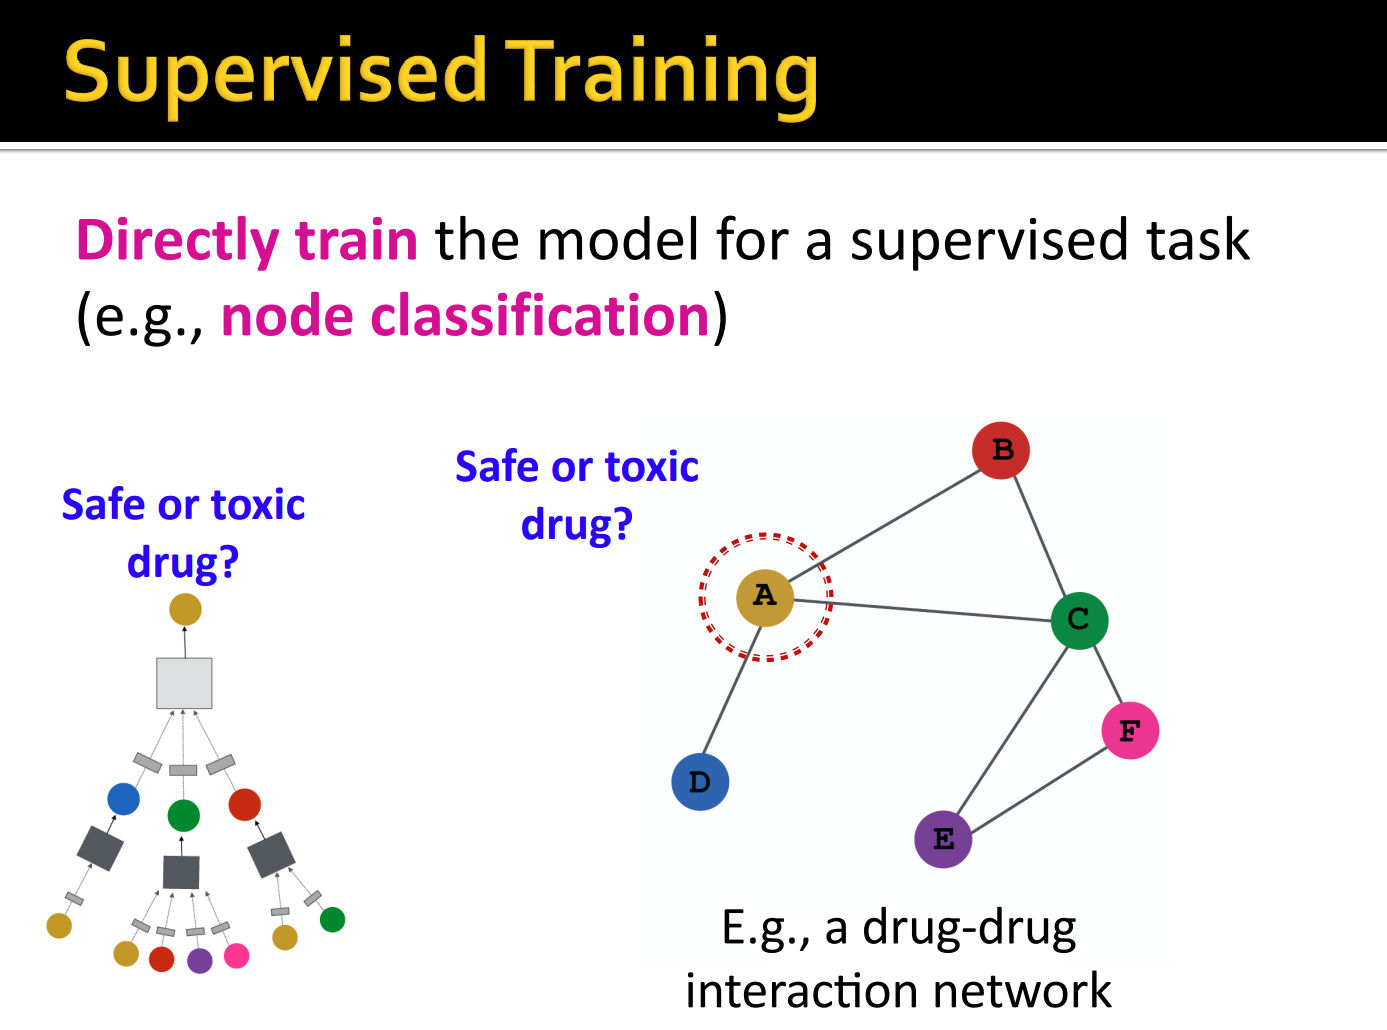 Supervised Training
Directly train the model for a supervised task
(e.g., node classification)
Safe or toxic
drug?
Safe or toxic
drug?
B
A
C
F
D
E
E.g., a drug-drug
interaction network